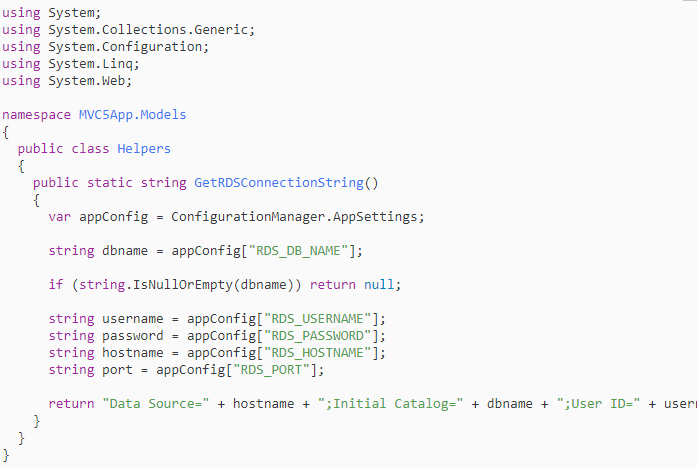 using System;
using System.Collections.Generic;
using System.Configuration;
using System.Linq;
using System.Web;

namespace MVC5App.Models
{
  public class Helpers
  {
    public static string GetRDSConnectionString()
    {
      var appConfig = ConfigurationManager.AppSettings;

      string dbname = appConfig["RDS_DB_NAME"];

      if (string.IsNullOrEmpty(dbname)) return null;

      string username = appConfig["RDS_USERNAME"];
      string password = appConfig["RDS_PASSWORD"];
      string hostname = appConfig["RDS_HOSTNAME"];
      string port = appConfig["RDS_PORT"];

      return "Data Source=" + hostname + ";Initial Catalog=" + dbname + ";User ID=" +
    }
  }
}